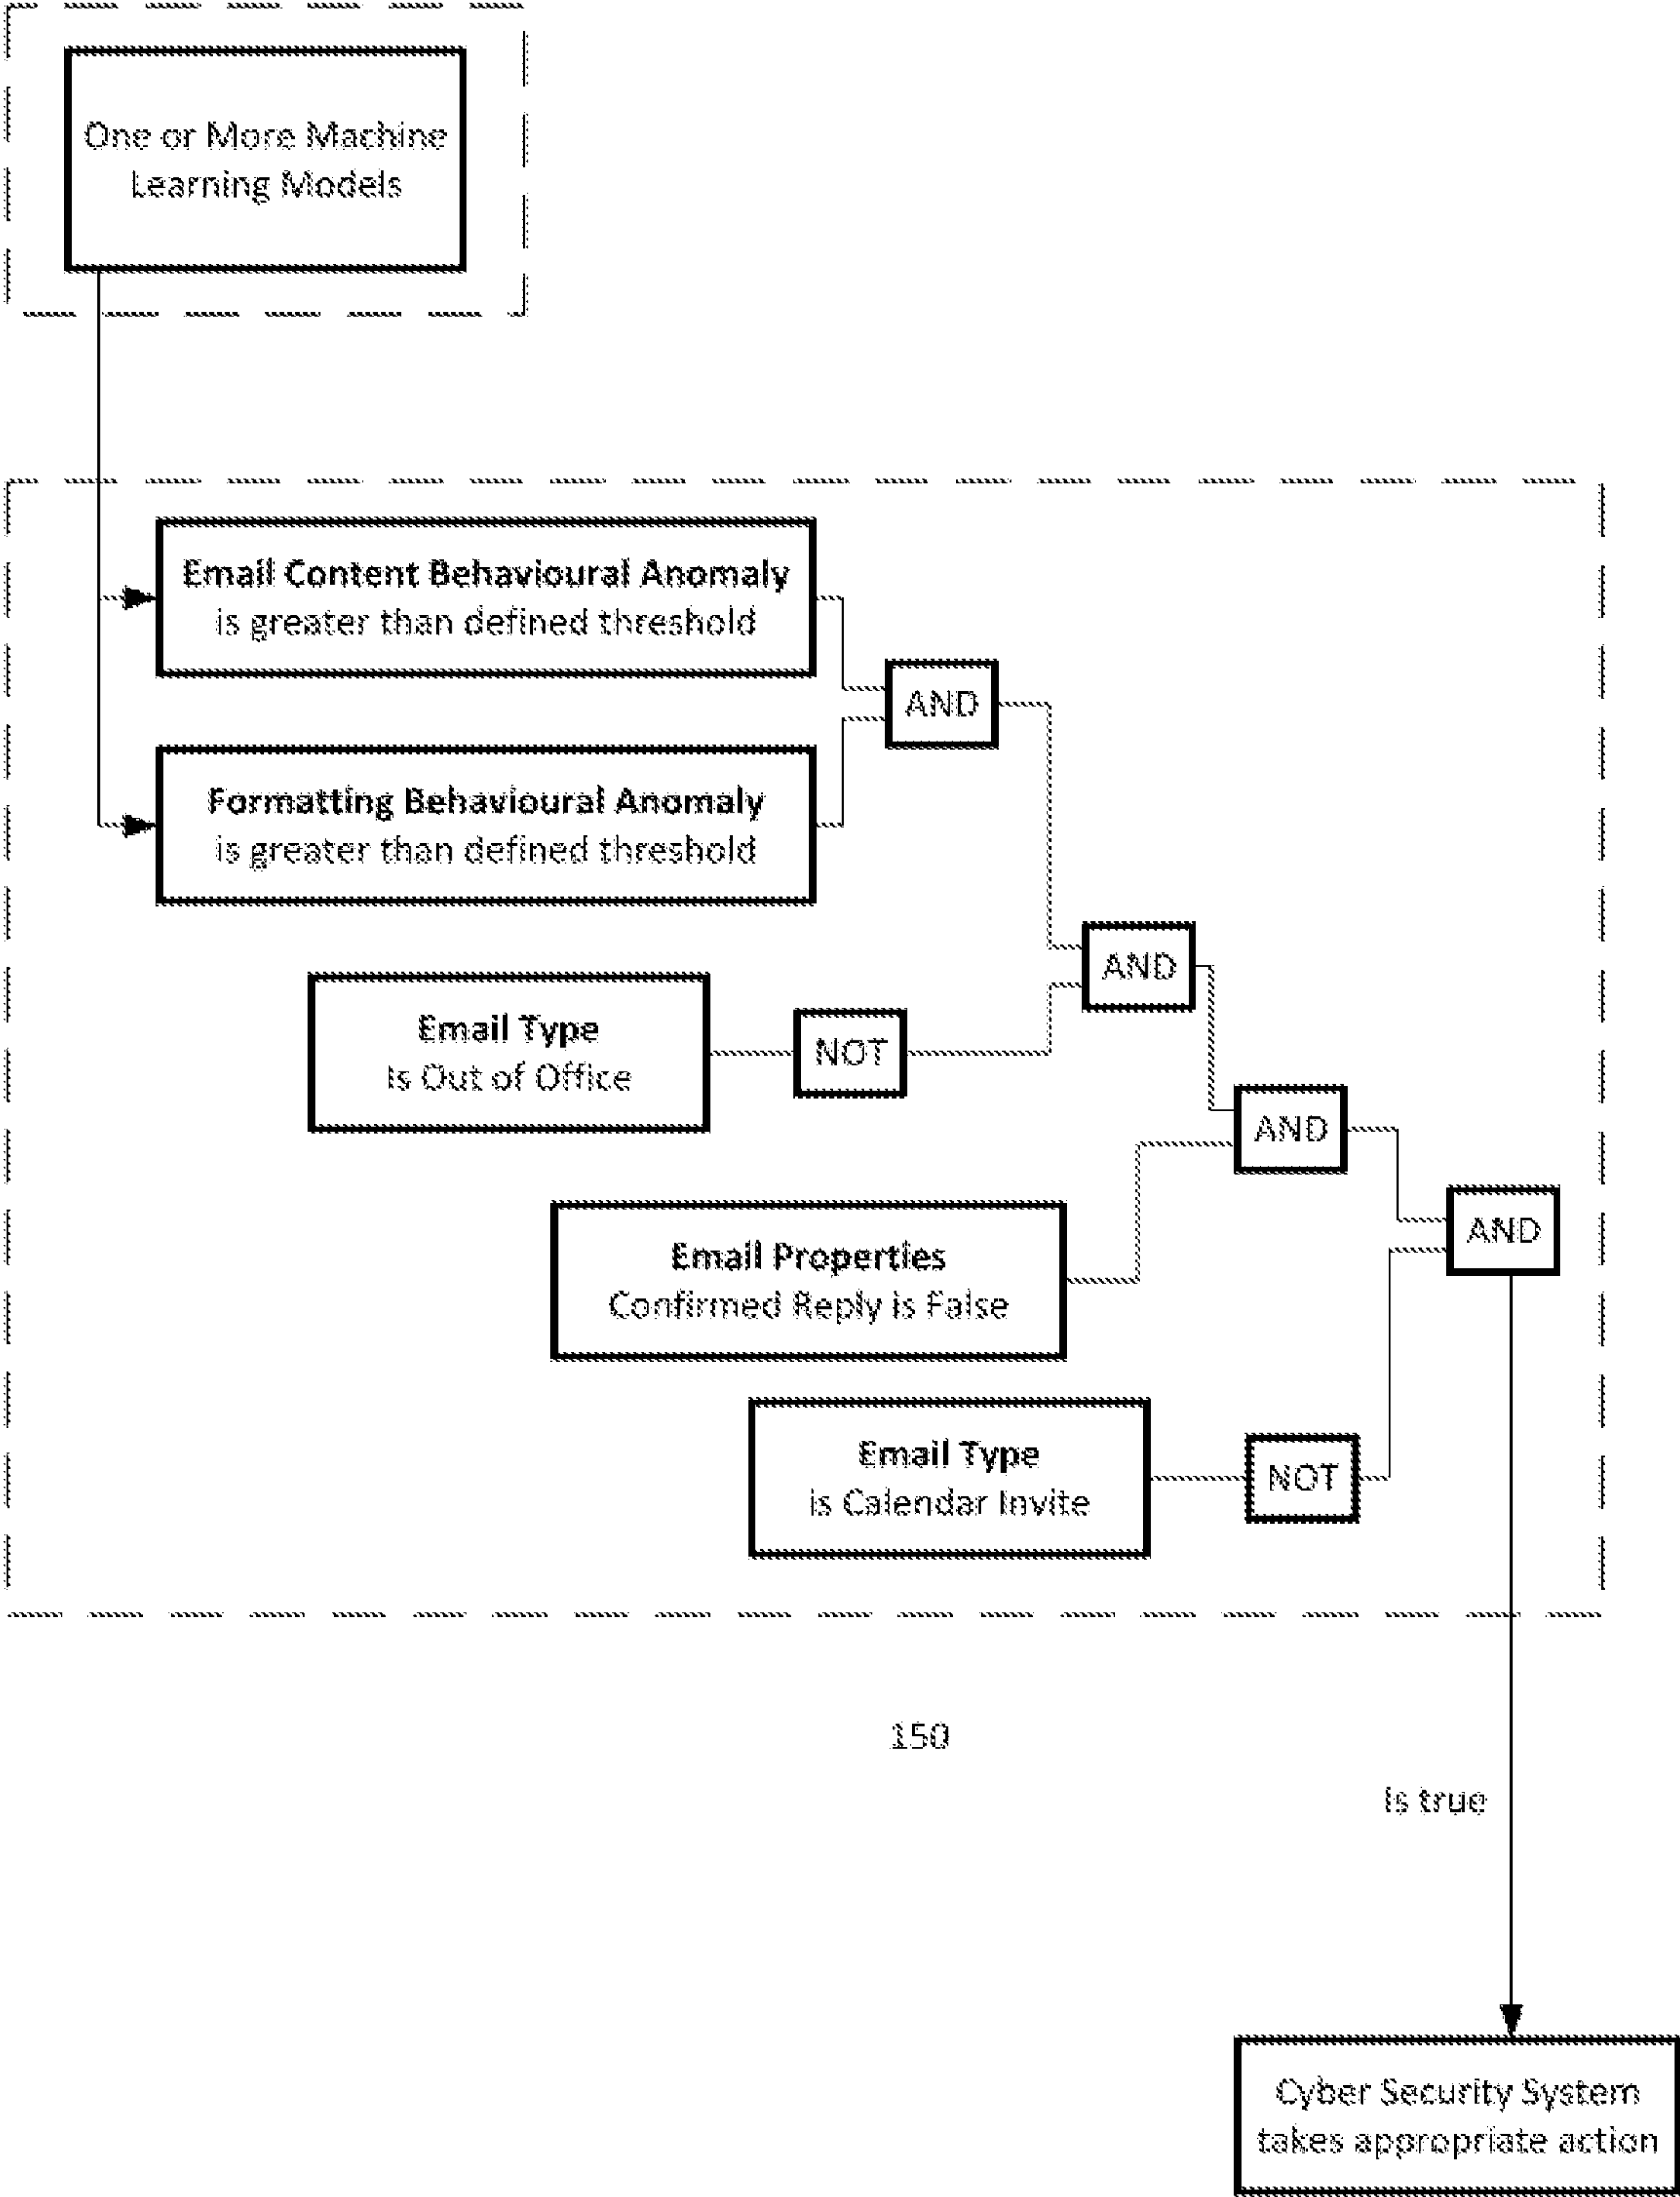 One or More Machine
Learning Models
Email Content Behavioural Anomaly
is greater than defined threshold
AND
Formatting Behavioural Anomaly
is greater than defined threshold
AND
Email Type
Is Out of Office
NOT
AND
Email Properties
Confirmed Reply is False
AND
Email Type
is Calendar Invite
NOT
150
Is true
Cyber Security System
takes appropriate action